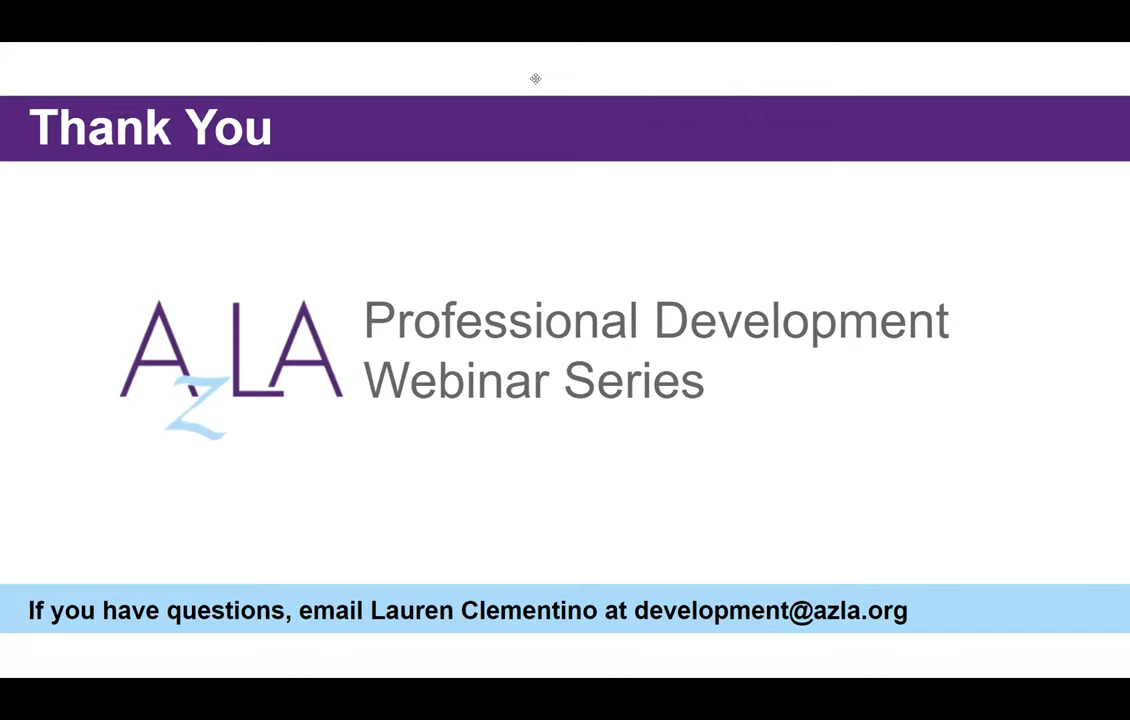 Thank You
AzLA
Professional Development
Webinar Series
If you have questions, email Lauren Clementino at development@azla.org